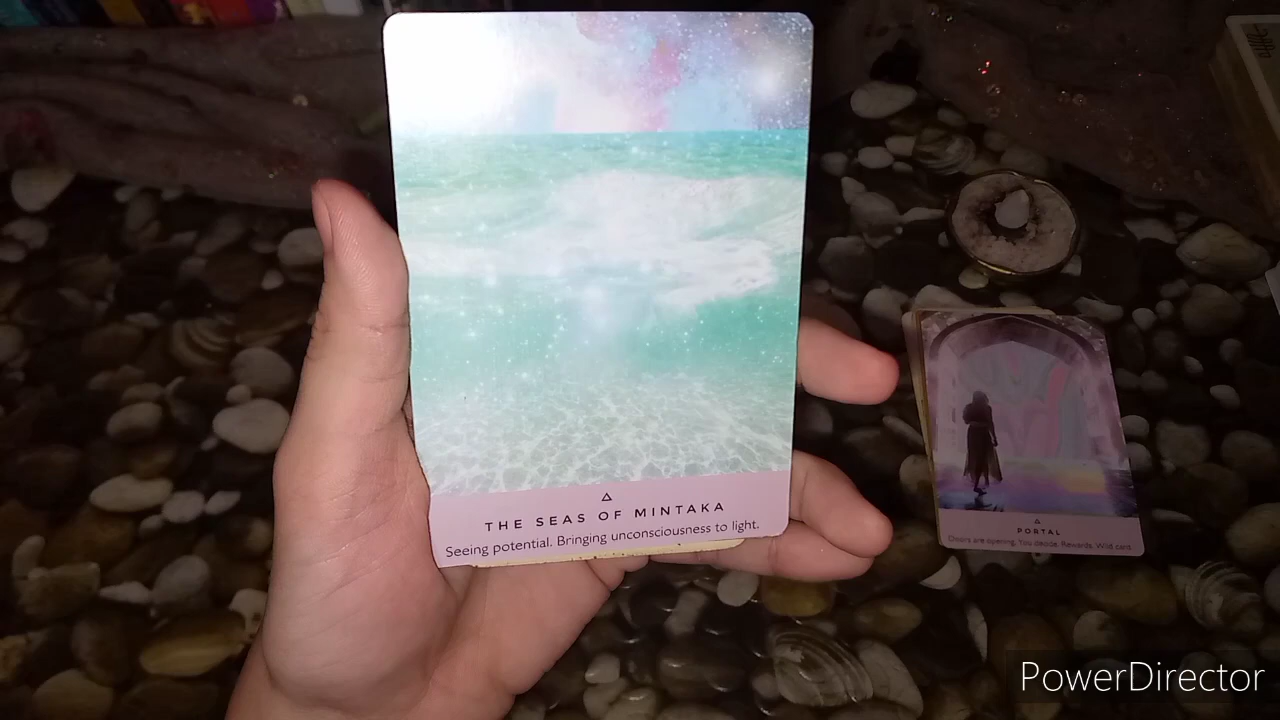 THE SEAS OF MINTAKA
Seeing potential. Bringing unconsciousness to light.
PORTAL
Doors are opening. You decide. Rewards. Wild card.
PowerDirector